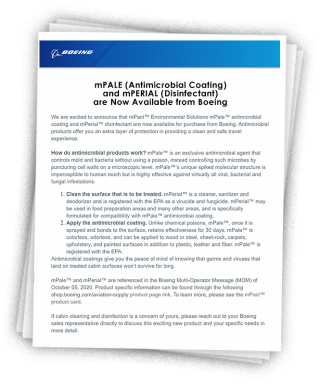 BOEING
mPALE (Antimicrobial Coating)
and mPERIAL (Disinfectant)
are Now Available from Boeing
We are excited to announce that mPact™ Environmental Solutions mPale™ antimicrobial
coating and mPerial™ disinfectant are now available for purchase from Boeing. Antimicrobial
products offer you an extra layer of protection in providing a clean and safe travel
experience.
How do antimicrobial products work? mPale™ is an exclusive antimicrobial agent that
controls mold and bacteria without using a poison, instead controlling such microbes by
puncturing cell walls on a microscopic level. mPale™'s unique spiked molecular structure is
imperceptible to human touch but is highly effective against virtually all viral, bacterial and
fungal infestations.
1. Clean the surface that is to be treated. mPerial™ is a cleaner, sanitizer and
deodorizer and is registered with the EPA as a virucide and fungicide. mPerial™ may
be used in food preparation areas and many other areas, and is specifically
formulated for compatibility with mPale™ antimicrobial coating.
2. Apply the antimicrobial coating. Unlike chemical poisons, mPale™, once it is
sprayed and bonds to the surface, retains effectiveness for 30 days. mPale™ is
colorless, odorless, and can be applied to wood or steel, sheet-rock, carpets,
upholstery, and painted surfaces in addition to plastic, leather and fiber. mPale™ is
registered with the EPA.
Antimicrobial coatings give you the peace of mind of knowing that germs and viruses that
land on treated cabin surfaces won't survive for long.
mPale™ and mPerial™ are referenced in the Boeing Multi-Operator Message (MOM) of
October 05, 2020. Product specific information can be found through the following
shop.boeing.com/aviation-supply product page link. To learn more, please see the mPact™
product card.
If cabin cleaning and disinfection is a concern of yours, please reach out to your Boeing
sales representative directly to discuss this exciting new product and your specific needs in
more detail.